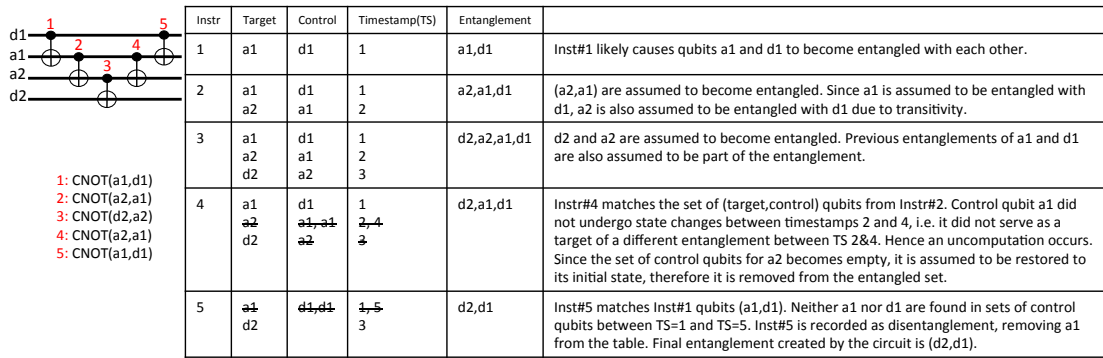 1 5
d1
2 4
a1
3
a2
d2
1: CNOT(a1,d1)
2: CNOT(a2,a1)
3: CNOT(d2,a2)
4: CNOT(a2,a1)
5: CNOT(a1,d1)
Instr Target Control Timestamp(TS) Entanglement
1 a1 d1 1 a1,d1 Inst#1 likely causes qubits a1 and d1 to become entangled with each other.
2 a1 d1 1 a2,a1,d1 (a2,a1) are assumed to become entangled. Since a1 is assumed to be entangled with
a2 a1 2 d1, a2 is also assumed to be entangled with d1 due to transitivity.
3 a1 d1 1 d2,a2,a1,d1 d2 and a2 are assumed to become entangled. Previous entanglements of a1 and d1
a2 a1 2 are also assumed to be part of the entanglement.
d2 a2 3
4 a1 d1 1 d2,a1,d1 Instr#4 matches the set of (target,control) qubits from Instr#2. Control qubit a1 did
a2 a1, a1 2, 4 not undergo state changes between timestamps 2 and 4, i.e. it did not serve as a
d2 a2 3 target of a different entanglement between TS 2&4. Hence an uncomputation occurs.
Since the set of control qubits for a2 becomes empty, it is assumed to be restored to
its initial state, therefore it is removed from the entangled set.
5 a1 d1,d1 1, 5 d2,d1 Inst#5 matches Inst#1 qubits (a1,d1). Neither a1 nor d1 are found in sets of control
d2 3 qubits between TS=1 and TS=5. Inst#5 is recorded as disentanglement, removing a1
from the table. Final entanglement created by the circuit is (d2,d1).